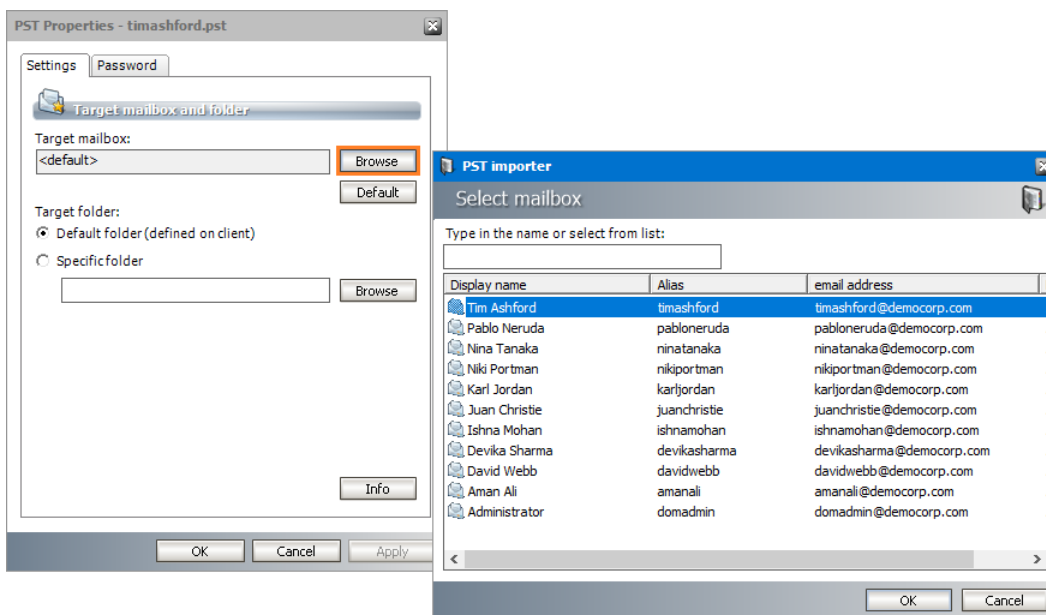 PST Properties - timashford.pst
Settings Password
Target mailbox and folder
Target mailbox:
<default> Browse
Default
Target folder:
Default folder (defined on client)
Specific folder
Browse
Info
OK Cancel Apply
PST importer
Select mailbox
Type in the name or select from list:
Display name Alias email address
Tim Ashford timashford timashford@democorp.com
Pablo Neruda pabloneruda pabloneruda@democorp.com
Nina Tanaka ninatanaka ninatanaka@democorp.com
Niki Portman nikiportman nikiportman@democorp.com
Karl Jordan karljordan karljordan@democorp.com
Juan Christie juanchristie juanchristie@democorp.com
Ishna Mohan ishnamohan ishnamohan@democorp.com
Devika Sharma devikasharma devikasharma@democorp.com
David Webb davidwebb davidwebb@democorp.com
Aman Ali amanali amanali@democorp.com
Administrator domadmin domadmin@democorp.com
OK Cancel